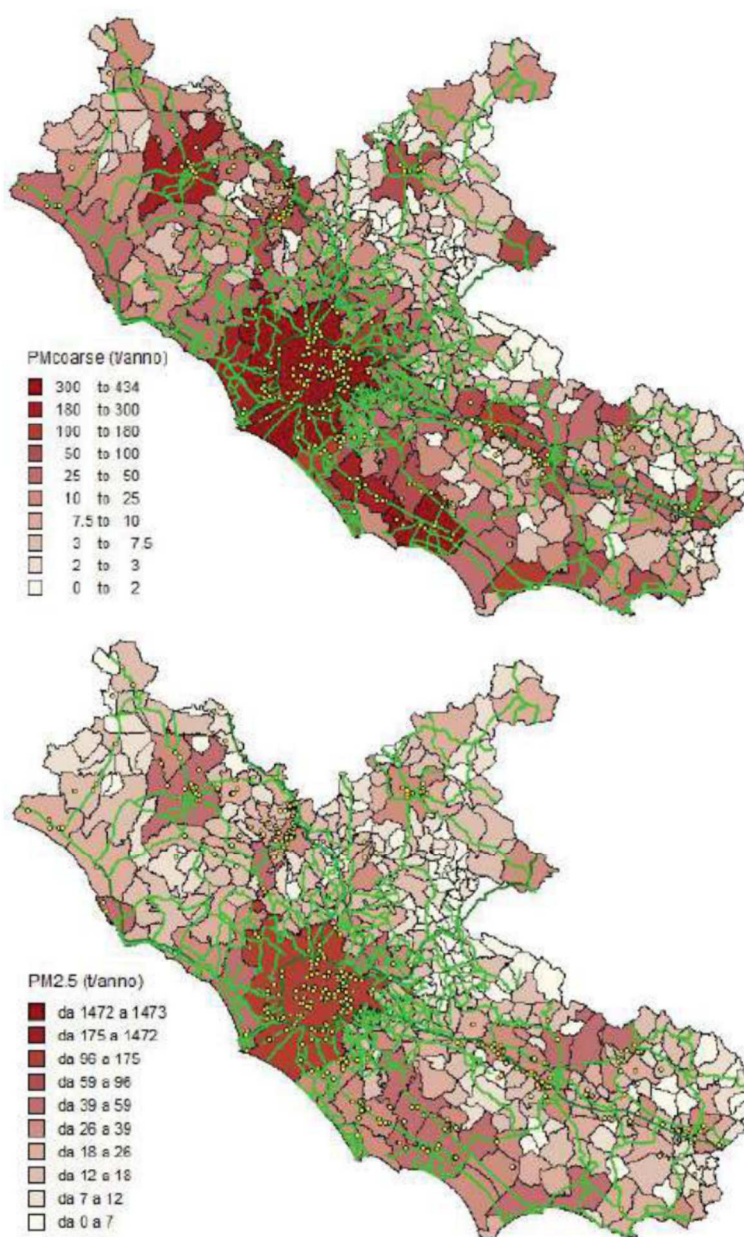 PMcoarse (t/anno)
300 to 434
180 to 300
100 to 180
50 to 100
25 to 50
10 to 25
7.5 to 10
3 to 7.5
2 to 3
0 to 2
PM2.5 (t/anno)
da 1472 a 1473
da 175 a 1472
da 96 a 175
da 59 a 96
da 39 a 59
da 26 a 39
da 18 a 26
da 12 a 18
da 7 a 12
da 0 a 7